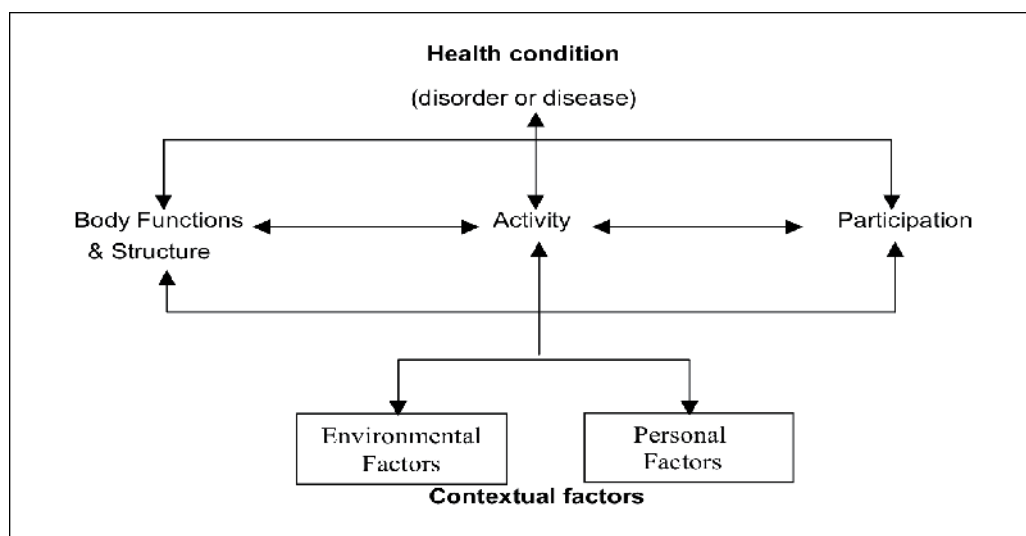 Health condition
(disorder or disease)
Body Functions
& Structure
Activity
Participation
Environmental
Factors
Personal
Factors
Contextual factors